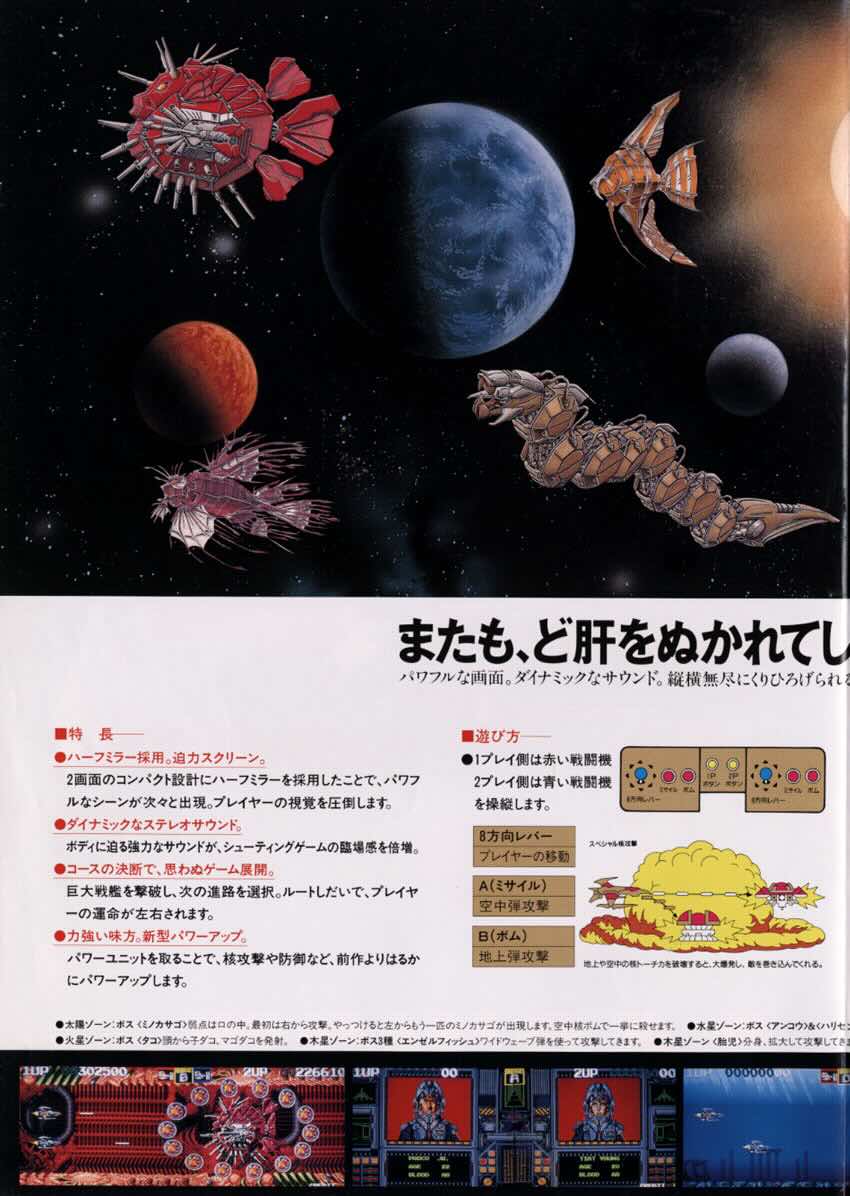 またも、ど肝をぬかれてし
パワフルな画面。ダイナミックなサウンド。縦横無尽にくりひろげられる
■特 長
●ハーフミラー採用。迫力スクリーン。
2画面のコンパクト設計にハーフミラーを採用したことで、パワフ
ルなシーンが次々と出現。プレイヤーの視覚を圧倒します。
●ダイナミックなステレオサウンド。
ボディに迫る強力なサウンドが、シューティングゲームの臨場感を倍増。
●コースの決断で、思わぬゲーム展開。
巨大戦艦を撃破し、次の進路を選択。ルートしだいで、プレイヤ
ーの運命が左右されます。
●力強い味方。新型パワーアップ。
パワーユニットを取ることで、核攻撃や防御など、前作よりはるか
にパワーアップします。
■遊び方
●1プレイ側は赤い戦闘機
2プレイ側は青い戦闘機
を操縦します。
8方向レバー
ミサイル
ボム
1P
ボタン
2P
ボタン
8方向レバー
ミサイル
ボム
8方向レバー
プレイヤーの移動
A(ミサイル)
空中弾攻撃
B(ボム)
地上弾攻撃
スペシャル核攻撃
地上や空中の核トーチカを破壊すると、大爆発し、敵を巻き込んでくれる。
●太陽ゾーン:ボス〈ミノカサゴ〉弱点は口の中。最初は右から攻撃。やっつけると左からもう一匹のミノカサゴが出現します。空中核ボムで一挙に殺せます。 ●水星ゾーン:ボス〈アンコウ〉&〈ハリセ
●火星ゾーン:ボス〈タコ〉頭から子ダコ、マゴダコを発射。 ●木星ゾーン:ボス3種〈エンゼルフィッシュ〉ワイドウェーブ弾を使って攻撃してきます。 ●木星ゾーン〈胎児〉分身、拡大して攻撃してきま
1UP 302500 B 2UP 226610
1UP 00 A 2UP 00
PROCO JR.
AGE 23
BLOOD AB
TIAT YOUNG
AGE
BLOOD
1UP 000000